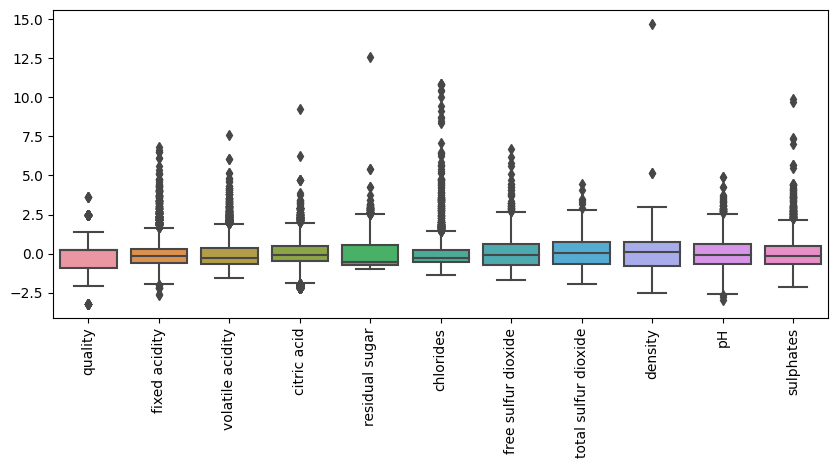 15.0
12.5
10.0
7.5
5.0
2.5
0.0
−2.5
quality
fixed acidity
volatile acidity
citric acid
residual sugar
chlorides
free sulfur dioxide
total sulfur dioxide
density
pH
sulphates